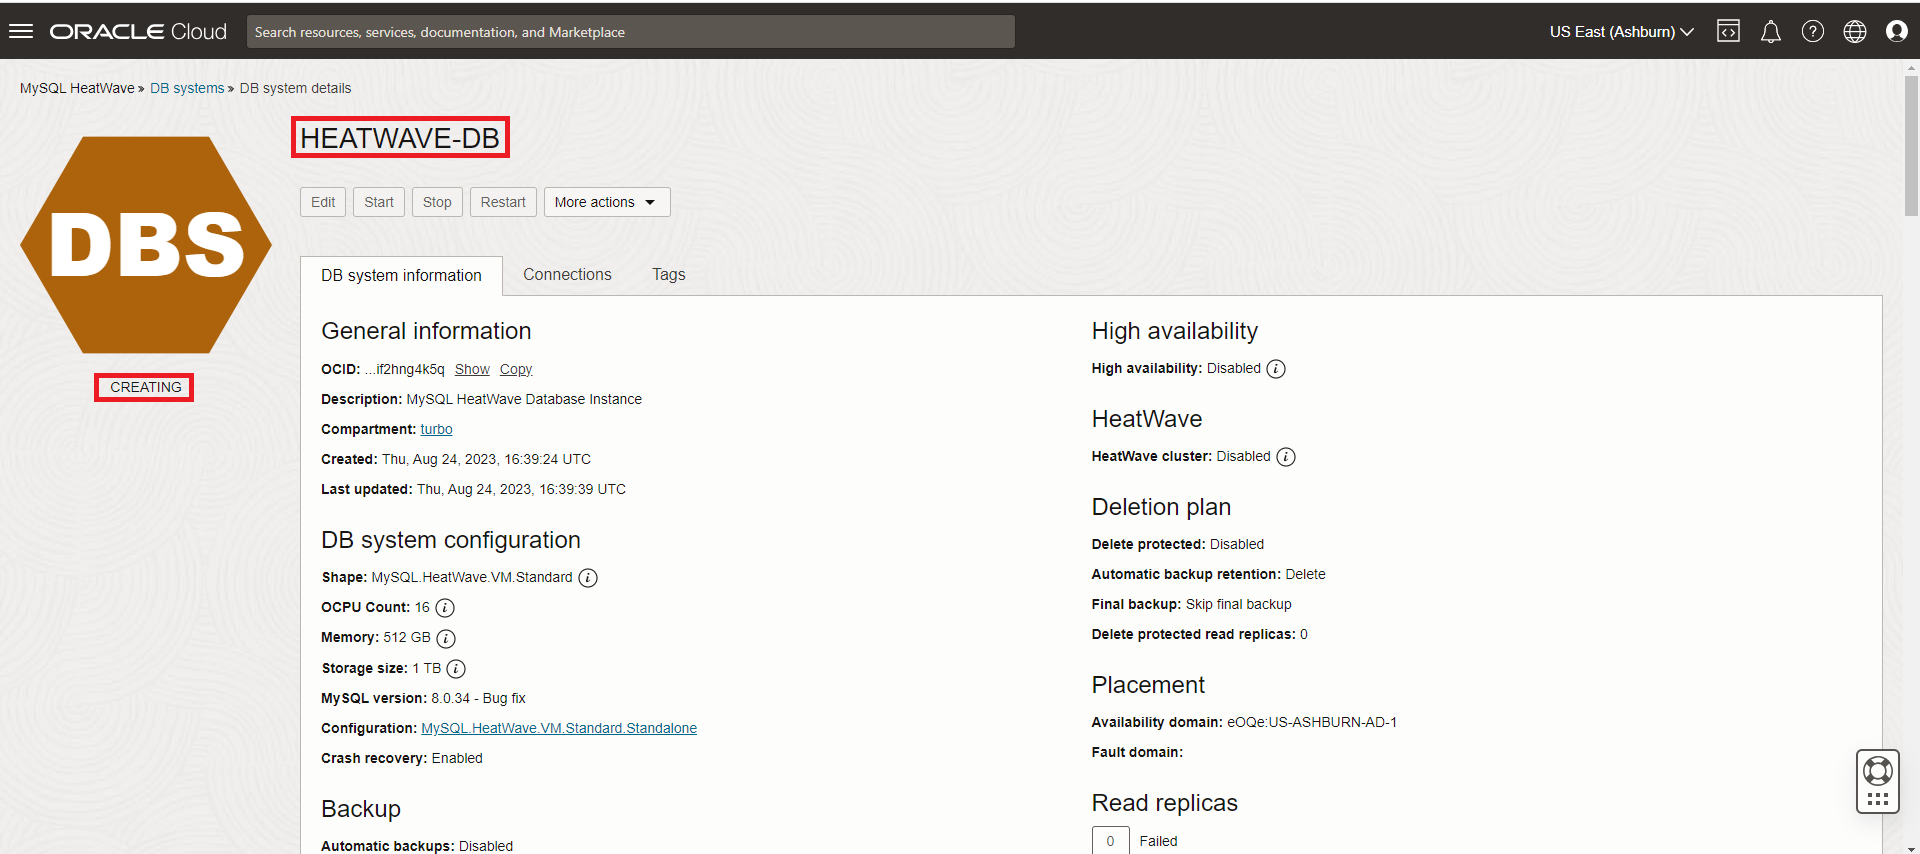 ORACLE Cloud
Search resources, services, documentation, and Marketplace
US East (Ashburn)
MySQL HeatWave » DB systems » DB system details
DBS
CREATING
HEATWAVE-DB
Edit
Start
Stop
Restart
More actions
DB system information
Connections
Tags
General information
OCID: ...if2hng4k5q Show Copy
Description: MySQL HeatWave Database Instance
Compartment: turbo
Created: Thu, Aug 24, 2023, 16:39:24 UTC
Last updated: Thu, Aug 24, 2023, 16:39:39 UTC
DB system configuration
Shape: MySQL.HeatWave.VM.Standard
OCPU Count: 16
Memory: 512 GB
Storage size: 1 TB
MySQL version: 8.0.34 - Bug fix
Configuration: MySQL.HeatWave.VM.Standard.Standalone
Crash recovery: Enabled
Backup
Automatic backups: Disabled
High availability
High availability: Disabled
HeatWave
HeatWave cluster: Disabled
Deletion plan
Delete protected: Disabled
Automatic backup retention: Delete
Final backup: Skip final backup
Delete protected read replicas: 0
Placement
Availability domain: eOQe:US-ASHBURN-AD-1
Fault domain:
Read replicas
0 Failed